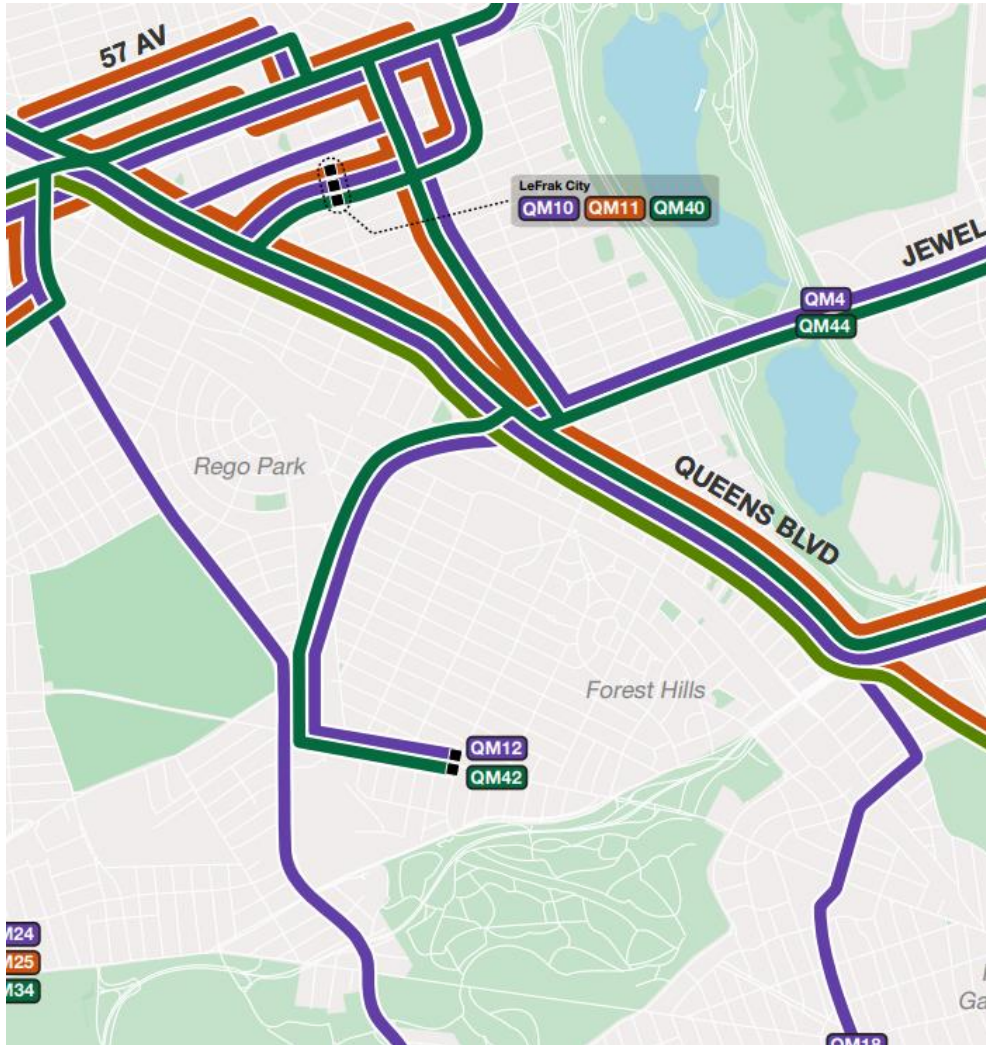 57 AV
LeFrak City
QM10 QM11 QM40
JEWEL
QM4
QM44
Rego Park
QUEENS BLVD
Forest Hills
QM12
QM42
M24
M25
M34
Ga
QM18